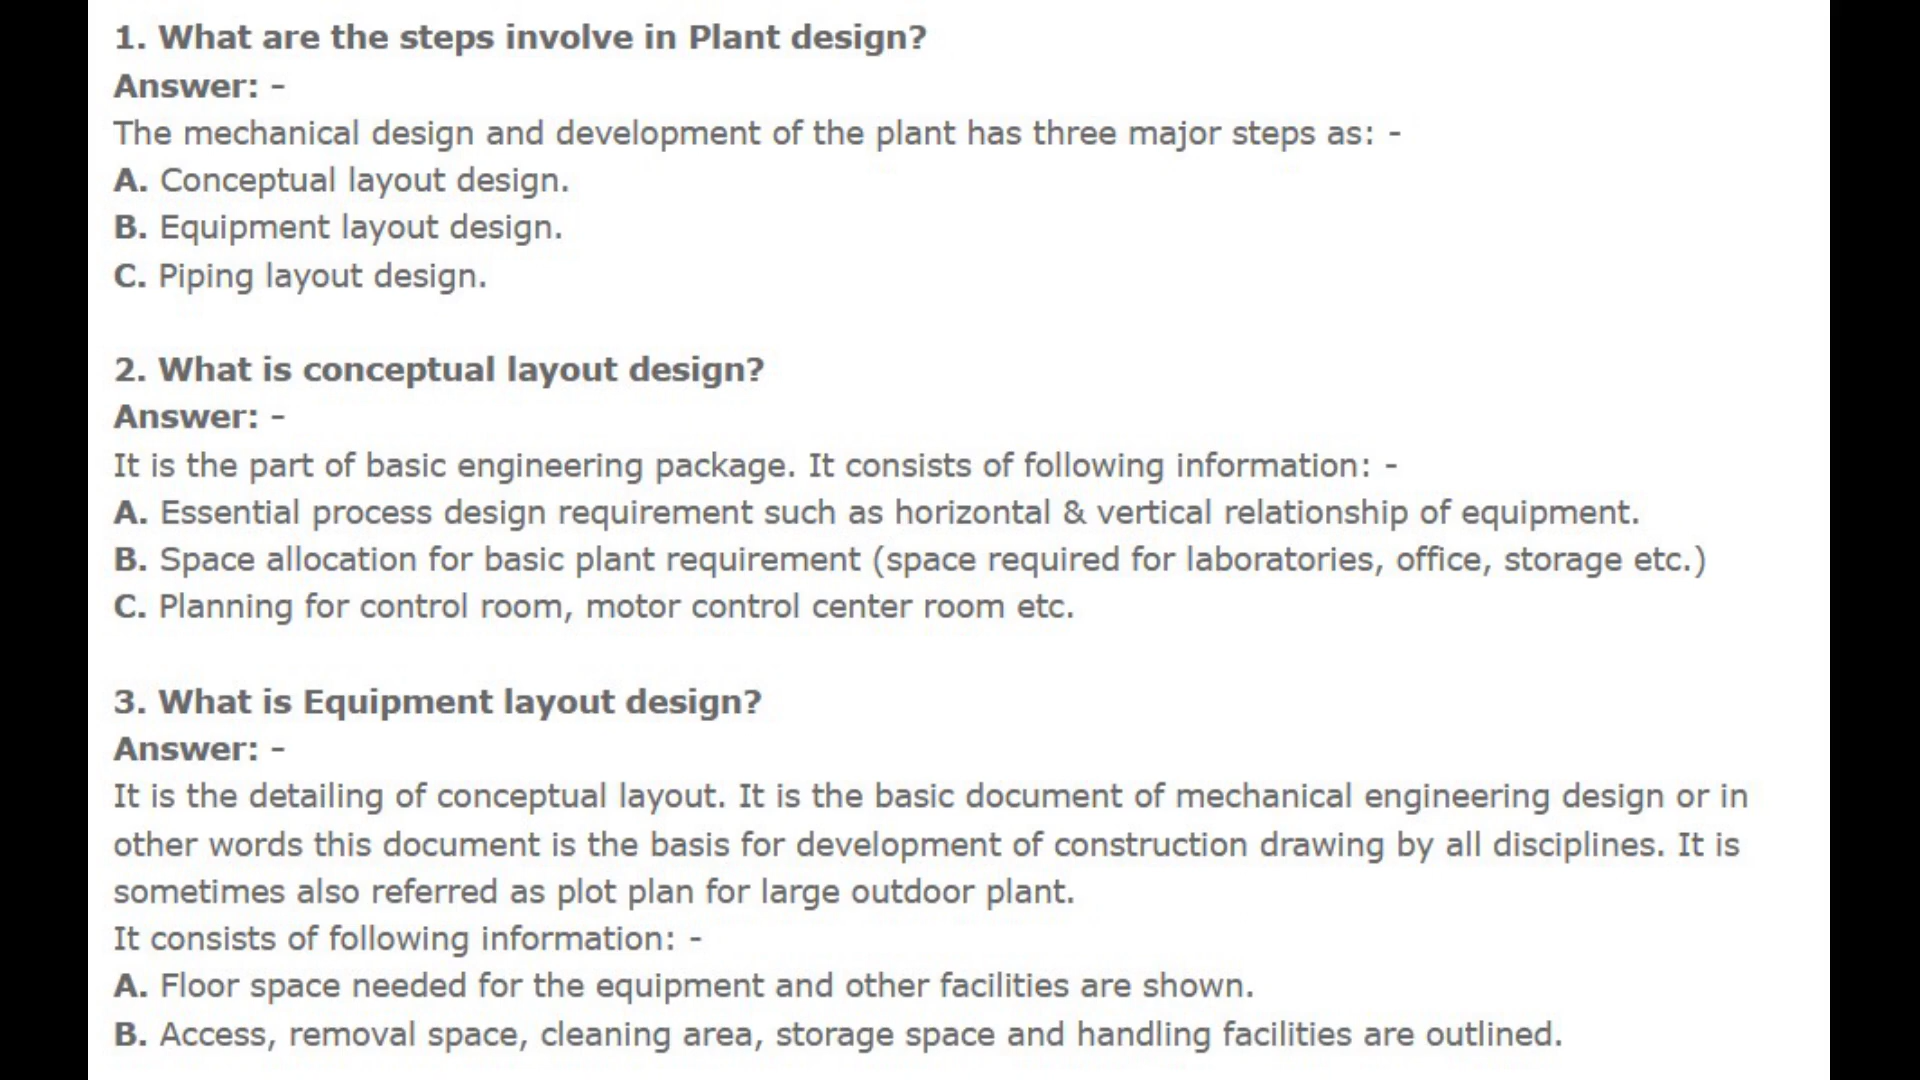 1. What are the steps involve in Plant design?
Answer: -
The mechanical design and development of the plant has three major steps as: -
A. Conceptual layout design.
B. Equipment layout design.
C. Piping layout design.
2. What is conceptual layout design?
Answer: -
It is the part of basic engineering package. It consists of following information: -
A. Essential process design requirement such as horizontal & vertical relationship of equipment.
B. Space allocation for basic plant requirement (space required for laboratories, office, storage etc.)
C. Planning for control room, motor control center room etc.
3. What is Equipment layout design?
Answer: -
It is the detailing of conceptual layout. It is the basic document of mechanical engineering design or in
other words this document is the basis for development of construction drawing by all disciplines. It is
sometimes also referred as plot plan for large outdoor plant.
It consists of following information: -
A. Floor space needed for the equipment and other facilities are shown.
B. Access, removal space, cleaning area, storage space and handling facilities are outlined.